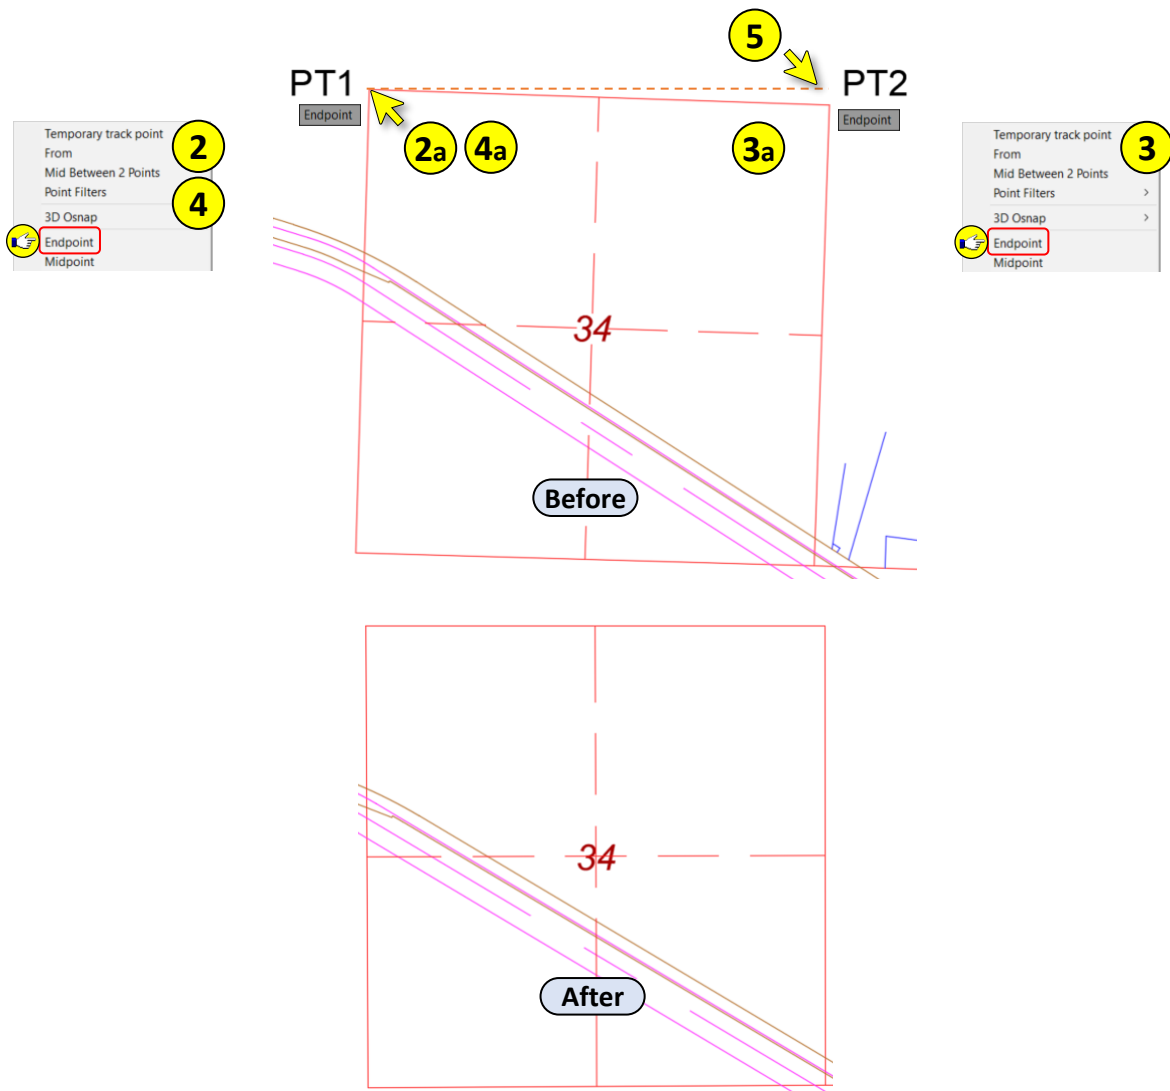 5
PT1
PT2
Endpoint
Endpoint
2a
4a
3a
Temporary track point
From
Mid Between 2 Points
Point Filters
3D Osnap
Endpoint
Midpoint
2
4
Temporary track point
From
Mid Between 2 Points
Point Filters
3D Osnap
Endpoint
Midpoint
3
34
Before
34
After